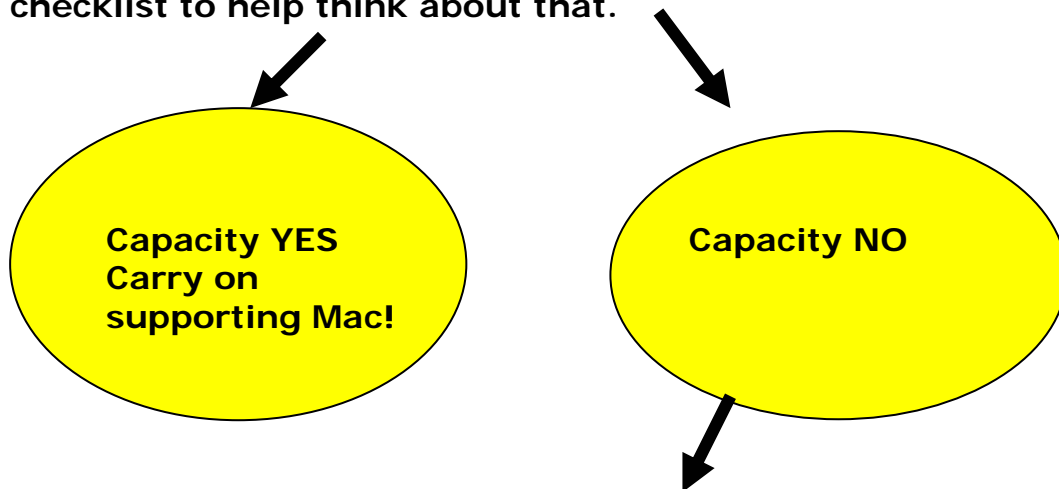 checklist to help think about that.
Capacity YES
Carry on
supporting Mac!
Capacity NO